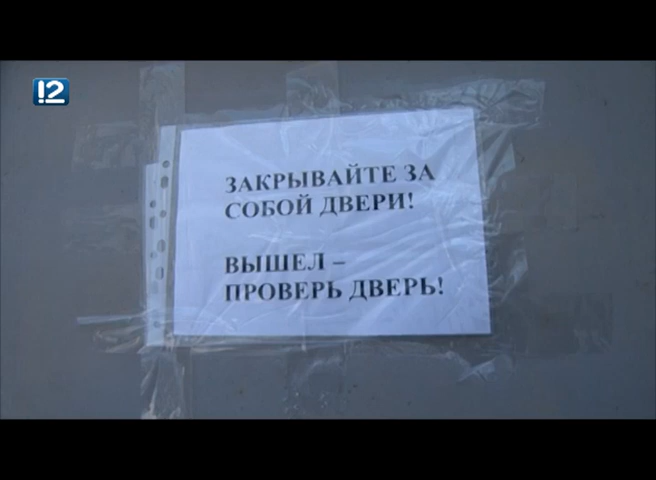 12
ЗАКРЫВАЙТЕ ЗА
СОБОЙ ДВЕРИ!
ВЫШЕЛ –
ПРОВЕРЬ ДВЕРЬ!